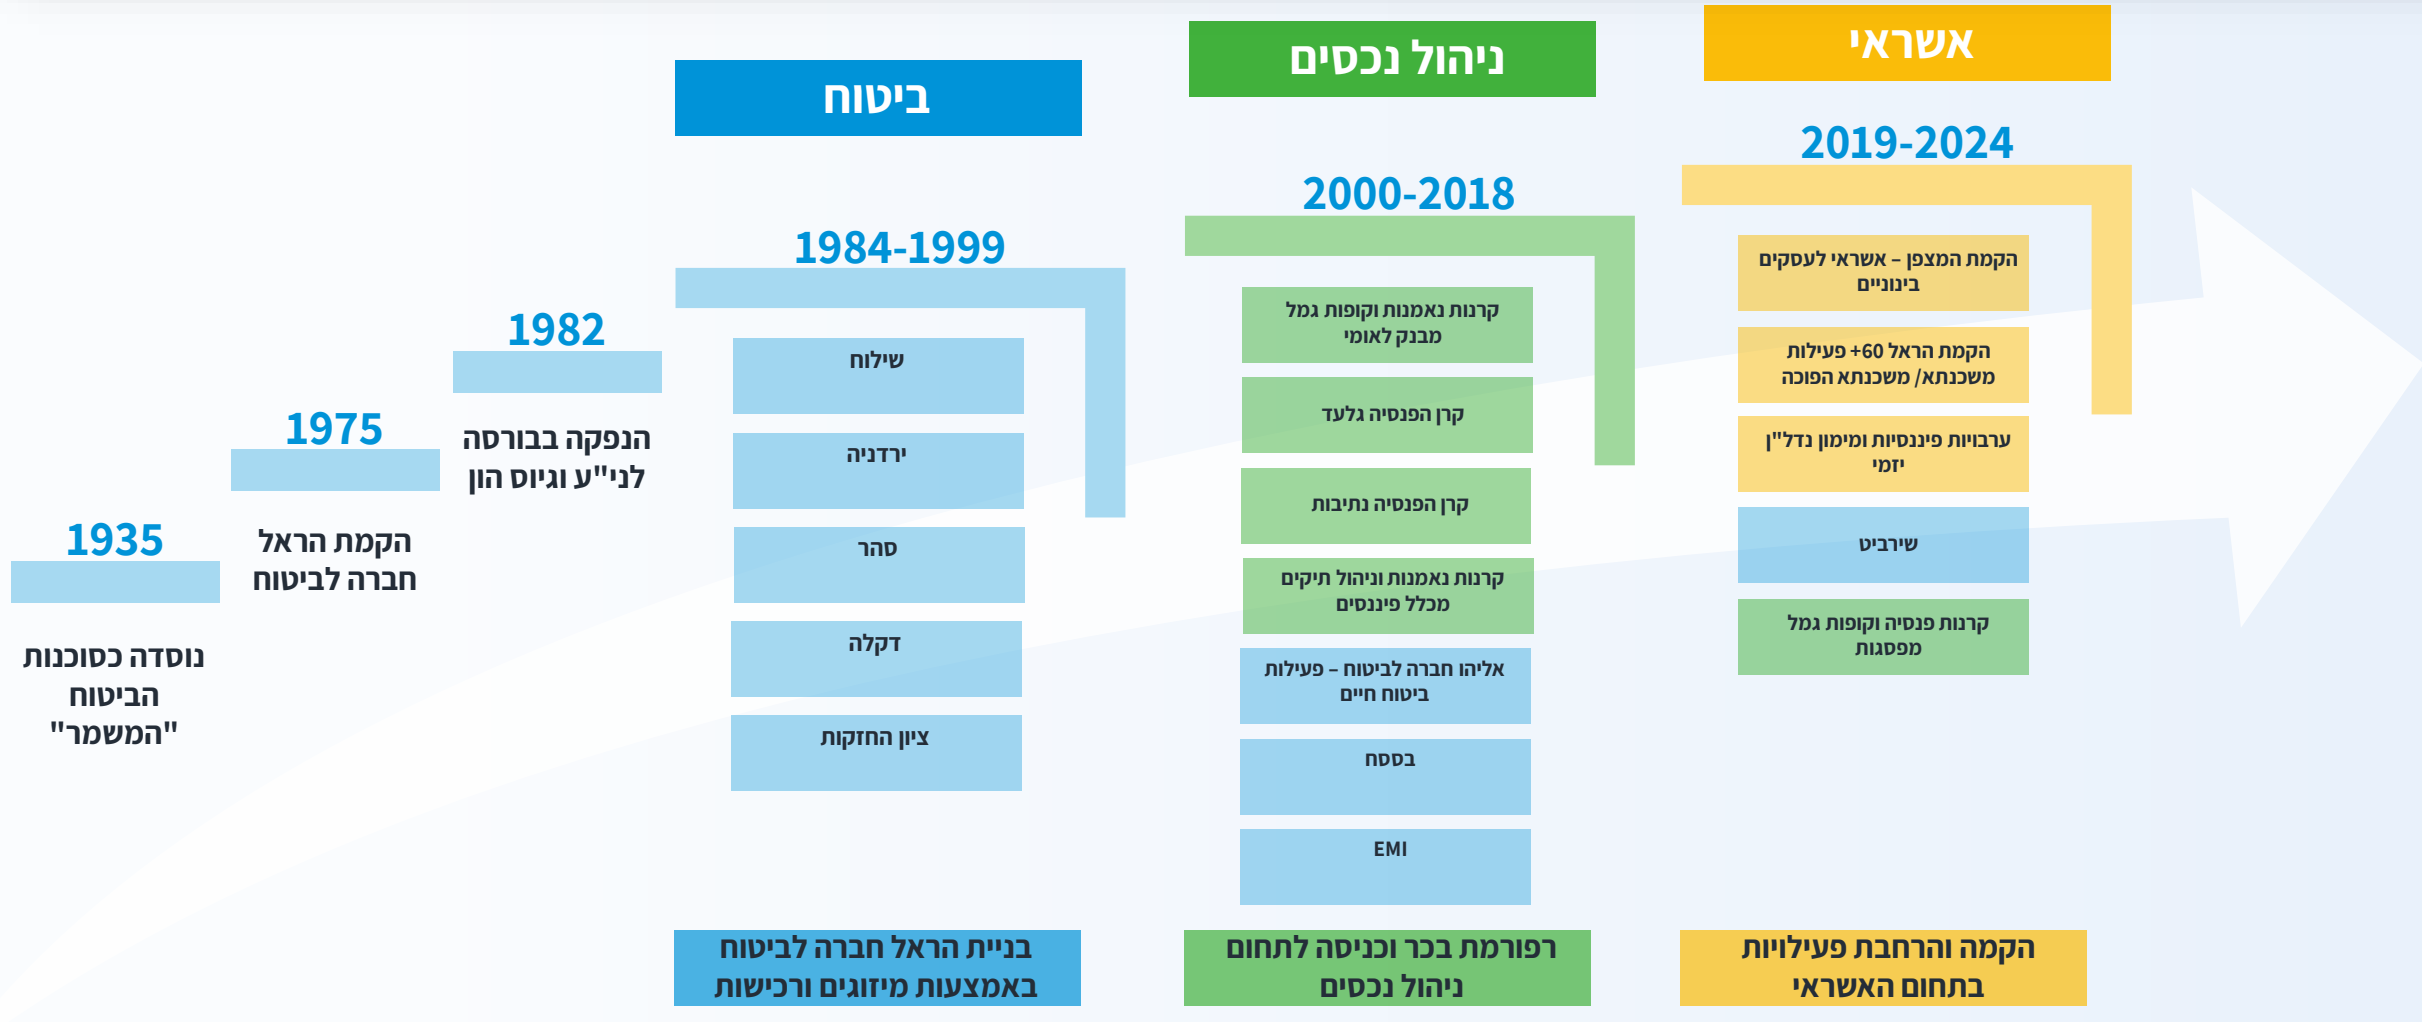 1935
נוסדה כסוכנות
הביטוח
"המשמר"
1975
הקמת הראל
חברה לביטוח
1982
הנפקה בבורסה
לני"ע וגיוס הון
ביטוח
1984-1999
שילוח
ירדניה
סהר
דקלה
ציון החזקות
בניית הראל חברה לביטוח
באמצעות מיזוגים ורכישות
ניהול נכסים
2000-2018
קרנות נאמנות וקופות גמל
מבנק לאומי
קרן הפנסיה גלעד
קרן הפנסיה נתיבות
קרנות נאמנות וניהול תיקים
מכלל פיננסים
אליהו חברה לביטוח – פעילות
ביטוח חיים
בססח
EMI
רפורמת בכר וכניסה לתחום
ניהול נכסים
אשראי
2019-2024
הקמת המצפן – אשראי לעסקים
בינוניים
הקמת הראל 60+ פעילות
משכנתא/ משכנתא הפוכה
ערבויות פיננסיות ומימון נדל"ן
יזמי
שירביט
קרנות פנסיה וקופות גמל
מפסגות
הקמה והרחבת פעילויות
בתחום האשראי